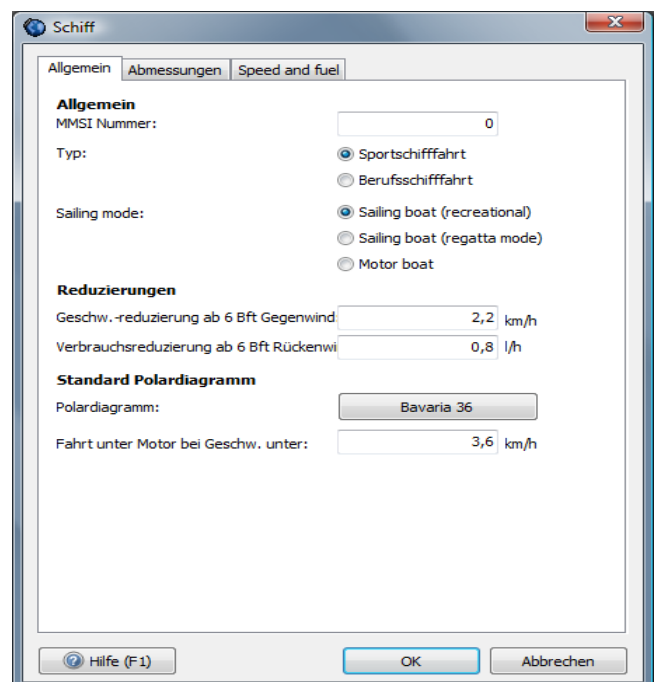 Schiff
Allgemein Abmessungen Speed and fuel
Allgemein
MMSI Nummer: 0
Typ: Sportschifffahrt
Berufsschifffahrt
Sailing mode: Sailing boat (recreational)
Sailing boat (regatta mode)
Motor boat
Reduzierungen
Geschw.-reduzierung ab 6 Bft Gegenwind: 2,2 km/h
Verbrauchsreduzierung ab 6 Bft Rückenwi 0,8 l/h
Standard Polardiagramm
Polardiagramm: Bavaria 36
Fahrt unter Motor bei Geschw. unter: 3,6 km/h
Hilfe (F1) OK Abbrechen